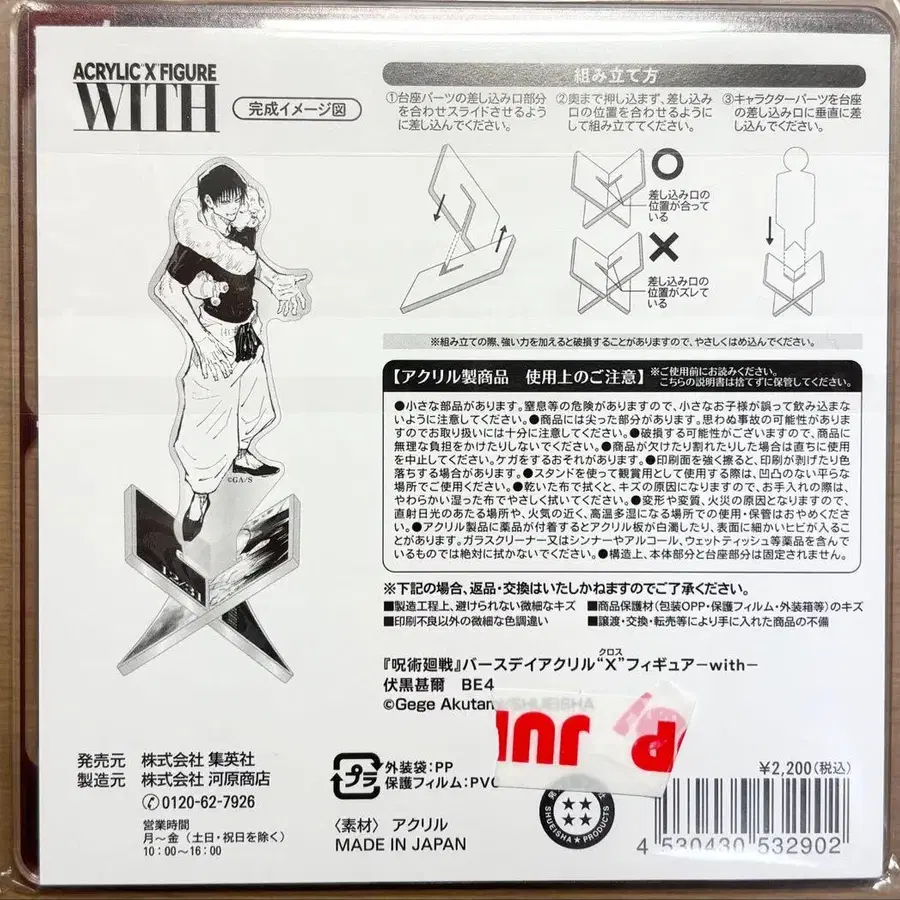 ACRYLIC"X"FIGURE
WITH
完成イメージ図
©GA/S
12/31
組み立て方
①台座パーツの差し込み口部分
を合わせスライドさせるよう
に差し込んでください。
②奥まで押し込まず、差し込み
口の位置を合わせるように
して組み立ててください。
③キャラクターパーツを台座
の差し込み口に垂直に差
し込んでください。
差し込み口の
位置が合って
いる
差し込み口の
位置がズレて
いる
※組み立ての際、強い力を加えると破損することがありますので、やさしくはめ込んでください。
【アクリル製商品 使用上のご注意】
※ご使用前にお読みください。
こちらの説明書は捨てずに保管してください。
●小さな部品があります。窒息等の危険がありますので、小さなお子様が誤って飲み込まな
いように注意してください。●商品には尖った部分があります。思わぬ事故の可能性がありま
すのでお取り扱いには十分に注意してください。●破損する可能性がございますので、商品に
無理な負担をかけたりしないでください。●商品が欠けたり割れたりした場合は直ちに使用
を中止してください。ケガをするおそれがあります。●印刷面を強く擦ると、印刷が剥げたり色
落ちする場合があります。●スタンドを使って観賞用として使用する際は、凹凸のない平らな
場所でご使用ください。●乾いた布で拭くと、キズの原因になりますので、お手入れの際は、
やわらかい湿った布でやさしく拭いてください。●変形や変質、火災の原因となりますので、
直射日光のあたる場所や、火気の近く、高温多湿になる場所での使用・保管はおやめください。
●アクリル製品に薬品が付着するとアクリル板が白濁したり、表面に細かいヒビが入るこ
とがあります。ガラスクリーナー又はシンナーやアルコール、ウェットティッシュ等薬品を含んで
いるものでは絶対に拭かないでください。●構造上、本体部分と台座部分は固定されません。
※下記の場合、返品・交換はいたしかねますのでご了承ください。
■製造工程上、避けられない微細なキズ ■商品保護材(包装OPP・保護フィルム・外装箱等)のキズ
■印刷不良以外の微細な色調違い ■譲渡・交換・転売等により手に入れた商品の不備
『呪術廻戦』バースデイアクリル"X"フィギュア−with−
クロス
伏黒甚爾 BE4
©Gege Akutami/SHUEISHA
発売元 株式会社 集英社
製造元 株式会社 河原商店
0120-62-7926
営業時間
月〜金(土日・祝日を除く)
10:00〜16:00
プラ
外装袋:PP
保護フィルム:PVC
〈素材〉 アクリル
MADE IN JAPAN
SHUEISHA PRODUCTS
¥2,200(税込)
4 530430 532902